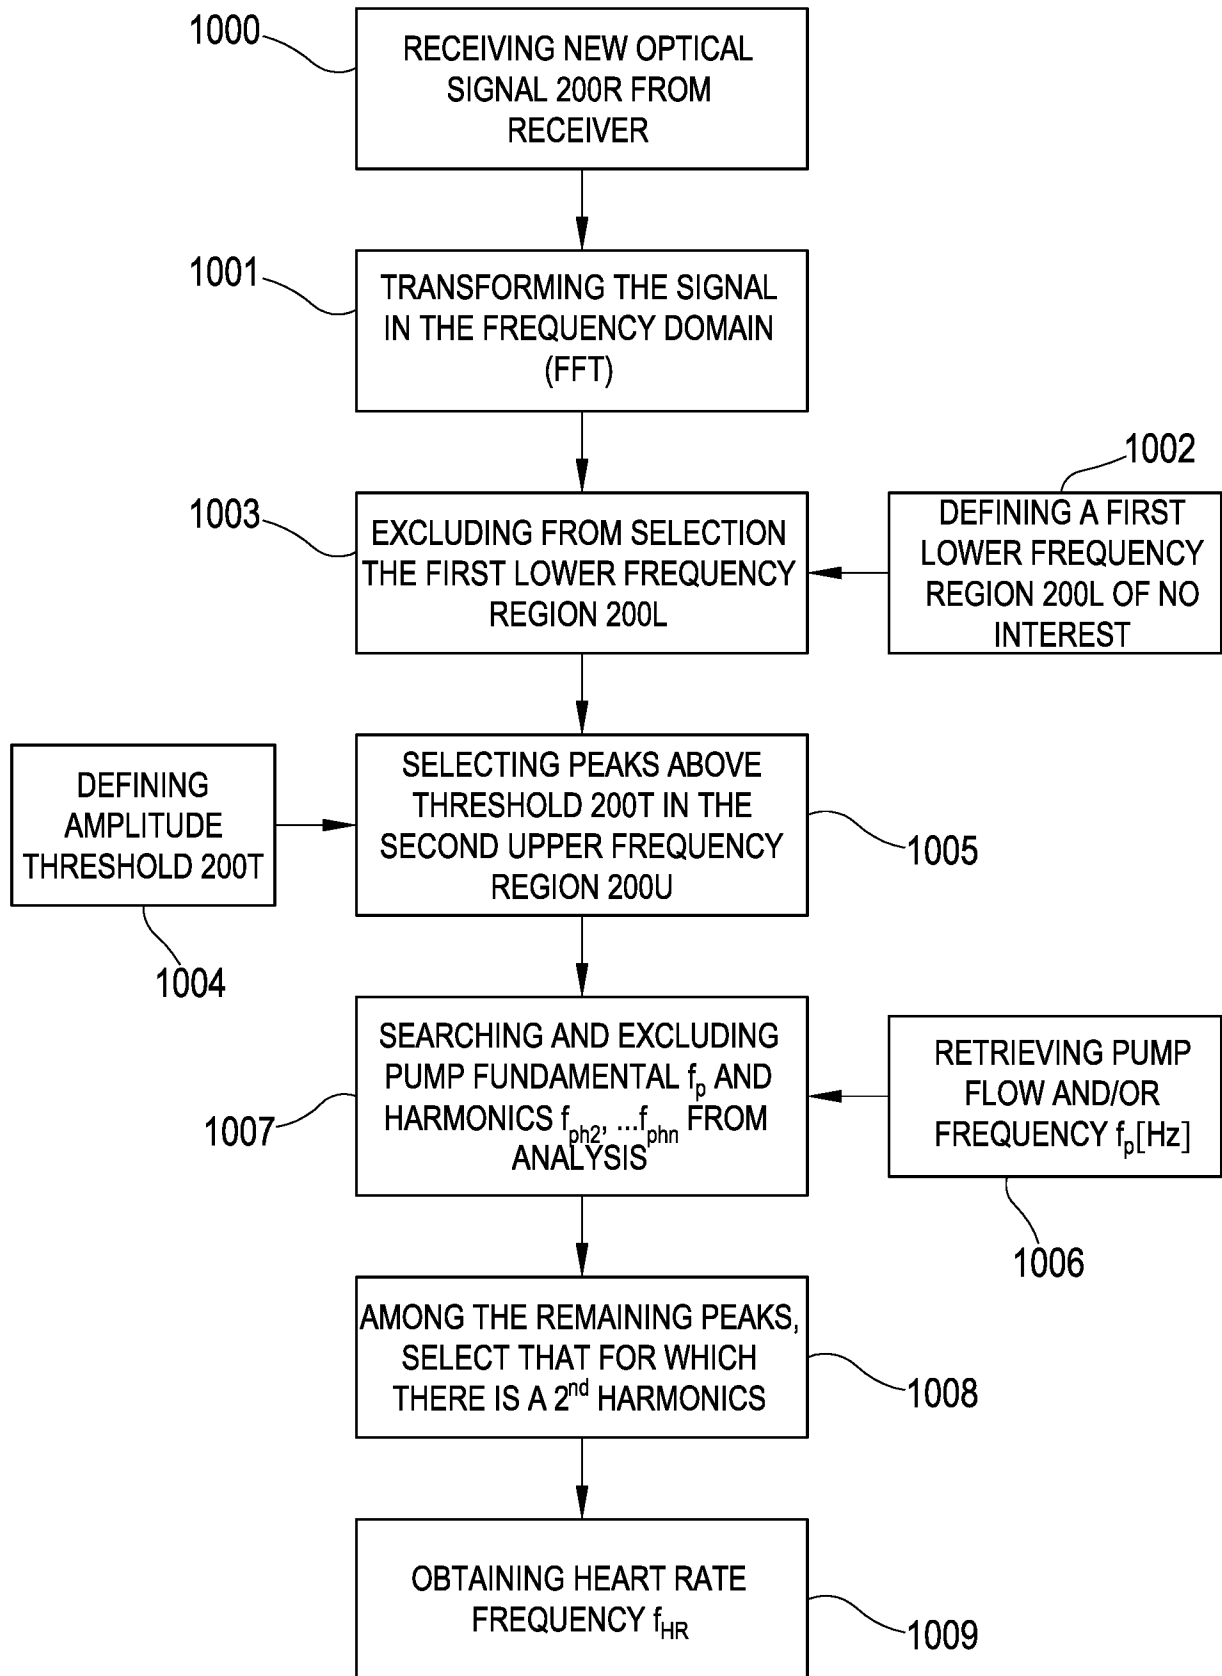 1000
RECEIVING NEW OPTICAL
SIGNAL 200R FROM
RECEIVER
1001
TRANSFORMING THE SIGNAL
IN THE FREQUENCY DOMAIN
(FFT)
1002
1003
EXCLUDING FROM SELECTION
THE FIRST LOWER FREQUENCY
REGION 200L
DEFINING A FIRST
LOWER FREQUENCY
REGION 200L OF NO
INTEREST
DEFINING
AMPLITUDE
THRESHOLD 200T
1004
SELECTING PEAKS ABOVE
THRESHOLD 200T IN THE
SECOND UPPER FREQUENCY
REGION 200U
1005
SEARCHING AND EXCLUDING
PUMP FUNDAMENTAL fp AND
HARMONICS fph2, ...fphn FROM
ANALYSIS
1007
RETRIEVING PUMP
FLOW AND/OR
FREQUENCY fp[Hz]
1006
AMONG THE REMAINING PEAKS,
SELECT THAT FOR WHICH
THERE IS A 2nd HARMONICS
1008
OBTAINING HEART RATE
FREQUENCY fHR
1009